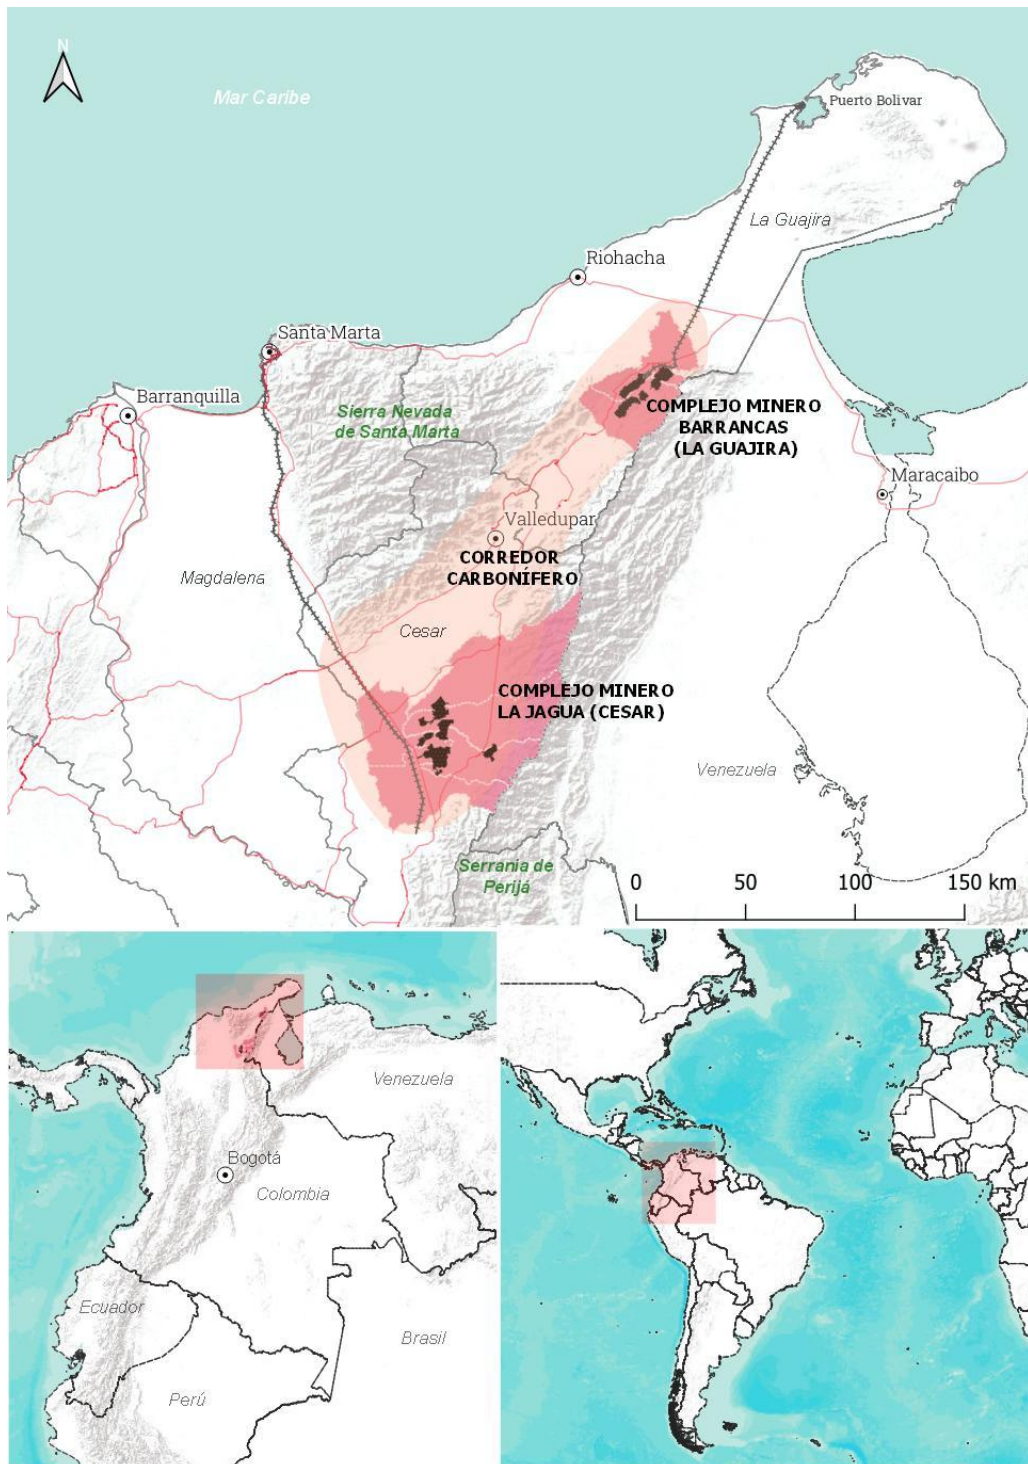 N
Mar Caribe
Puerto Bolivar
La Guajira
Riohacha
Santa Marta
Barranquilla
Sierra Nevada
de Santa Marta
COMPLEJO MINERO
BARRANCAS
(LA GUAJIRA)
Maracaibo
Valledupar
CORREDOR
CARBONÍFERO
Magdalena
Cesar
COMPLEJO MINERO
LA JAGUA (CESAR)
Venezuela
Serrania de
Perijá
0 50 100 150 km
Venezuela
Bogotá
Colombia
Ecuador
Brasil
Perú